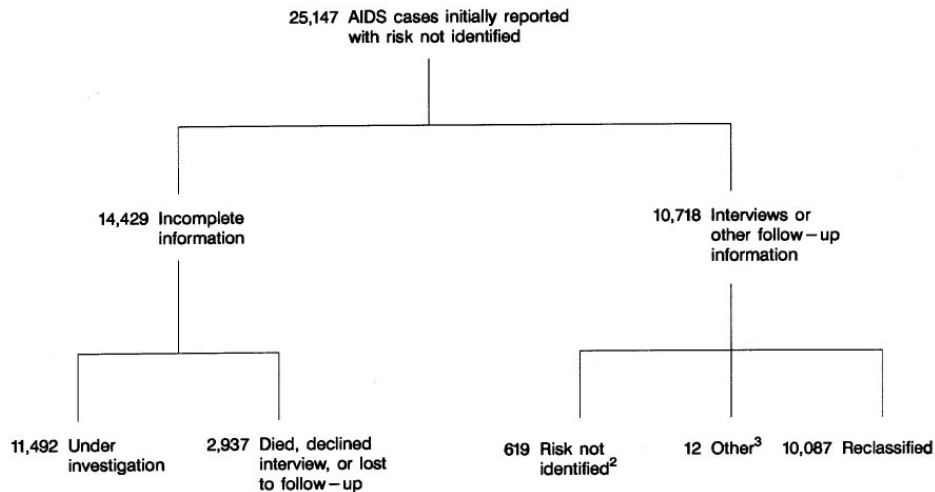 25,147 AIDS cases initially reported
with risk not identified
14,429 Incomplete
information
10,718 Interviews or
other follow–up
information
11,492 Under
investigation
2,937 Died, declined
interview, or lost
to follow–up
619 Risk not
identified²
12 Other³
10,087 Reclassified